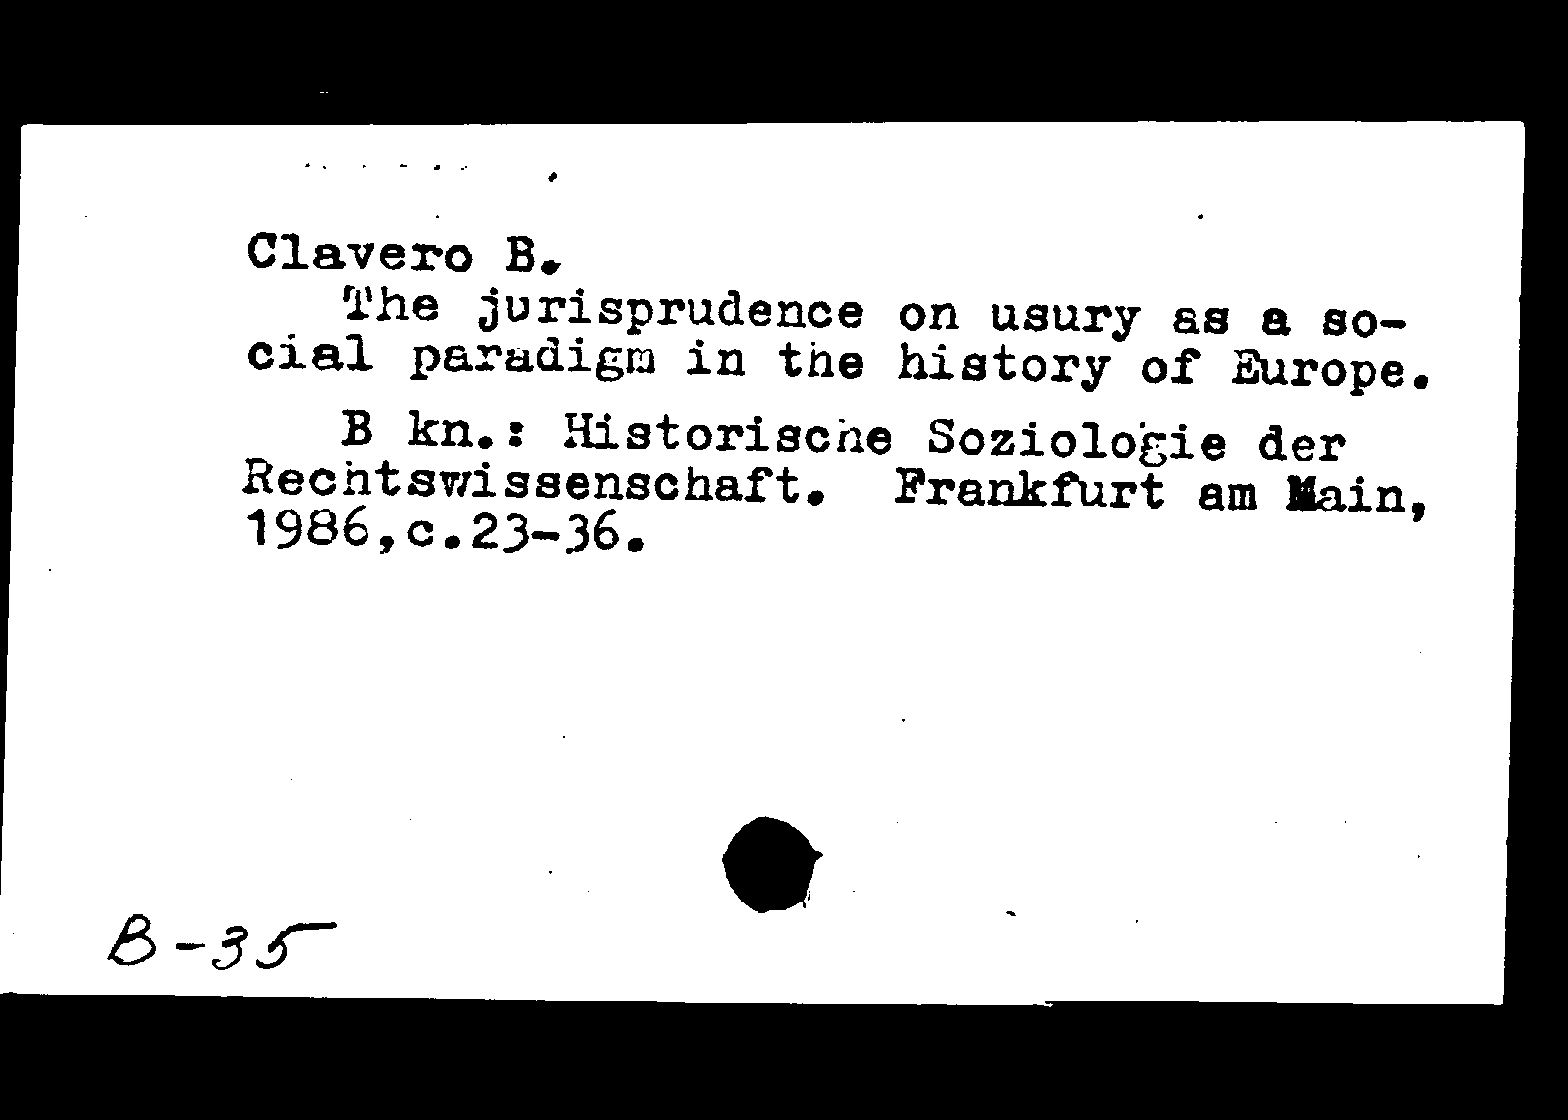 Clavero B.
The jurisprudence on usury as a so-
cial paradigm in the history of Europe.
B kn.: Historische Soziologie der
Rechtswissenschaft. Frankfurt am Main,
1986,c.23-36.
B-35